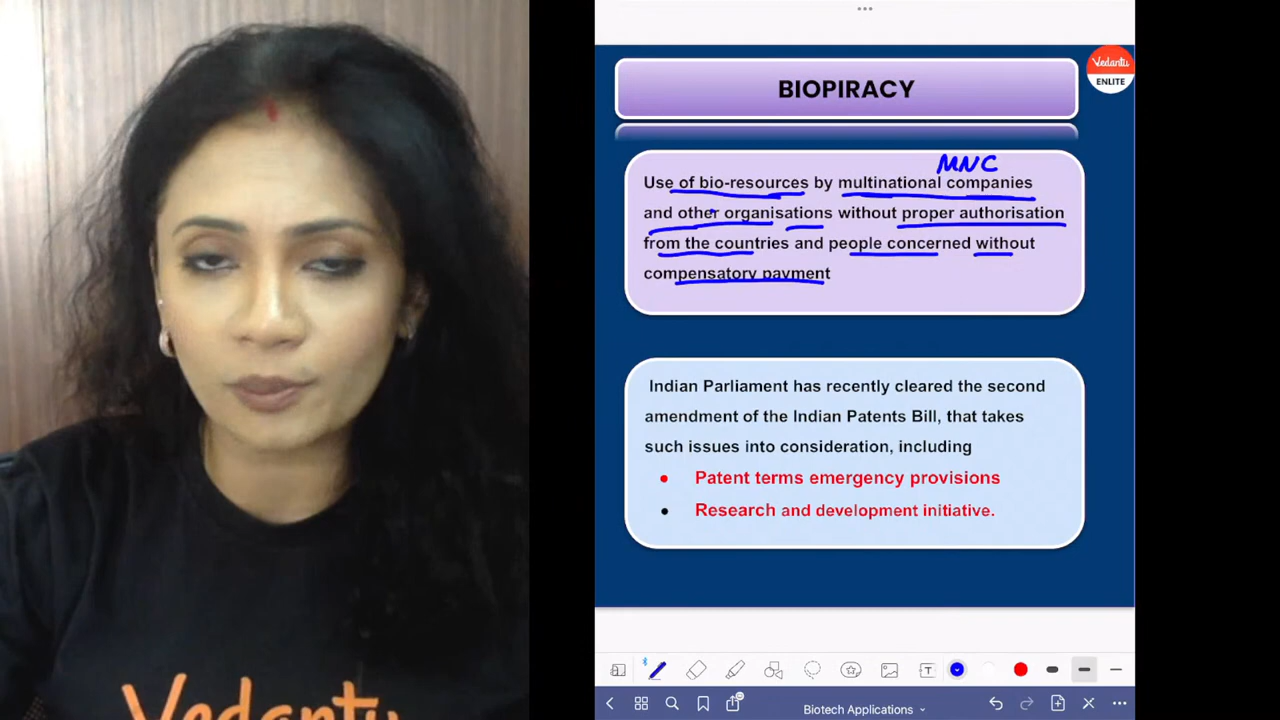 Vedantu
ENLITE
BIOPIRACY
MNC
Use of bio-resources by multinational companies
and other organisations without proper authorisation
from the countries and people concerned without
compensatory payment
Indian Parliament has recently cleared the second
amendment of the Indian Patents Bill, that takes
such issues into consideration, including
• Patent terms emergency provisions
• Research and development initiative.
Vedantu
Biotech Applications